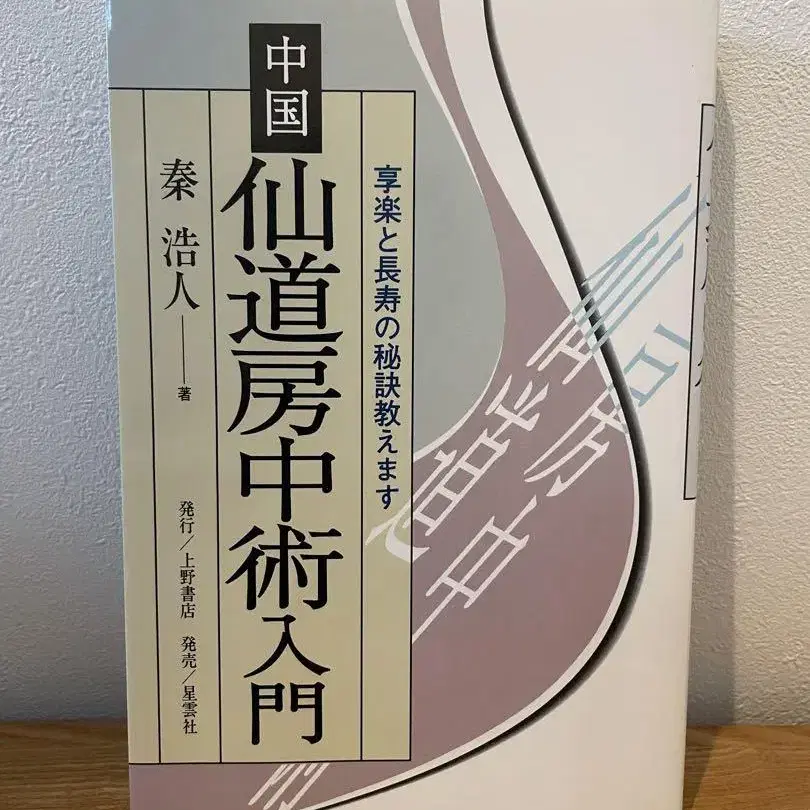 享楽と長寿の秘訣教えます
中国
仙道房中術入門
秦 浩人──著
発行／上野書店 発売／星雲社